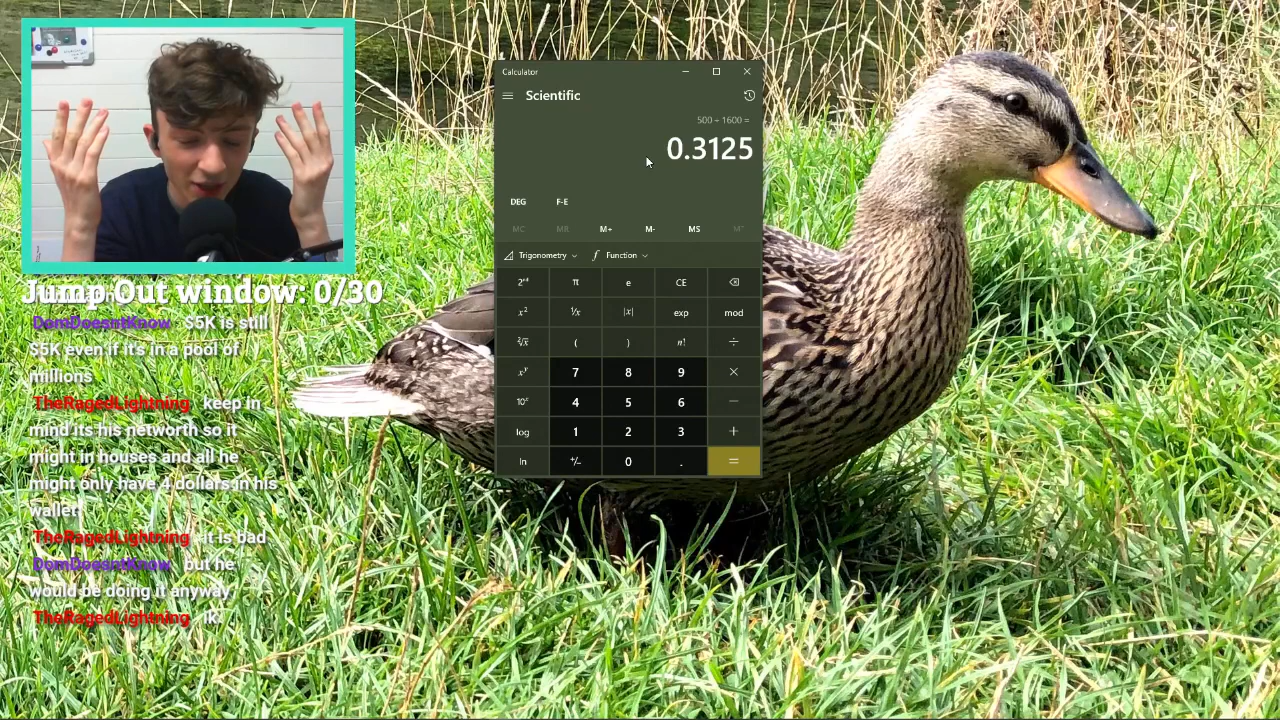 Calculator
Scientific
500 ÷ 1600 =
0.3125
DEG F-E
MC MR M+ M- MS M˅
Trigonometry Function
2ⁿᵈ π e CE
x² ¹/x |x| exp mod
²√x ( ) n! ÷
xʸ 7 8 9 ×
10ˣ 4 5 6 −
log 1 2 3 +
ln +/− 0 . =
Jump Out window: 0/30
DomDoesntKnow $5K is still
$5K even if it's in a pool of
millions
TheRagedLightning keep in
mind its his networth so it
might in houses and all he
might only have 4 dollars in his
wallet
TheRagedLightning it is bad
DomDoesntKnow but he
would be doing it anyway
TheRagedLightning ik